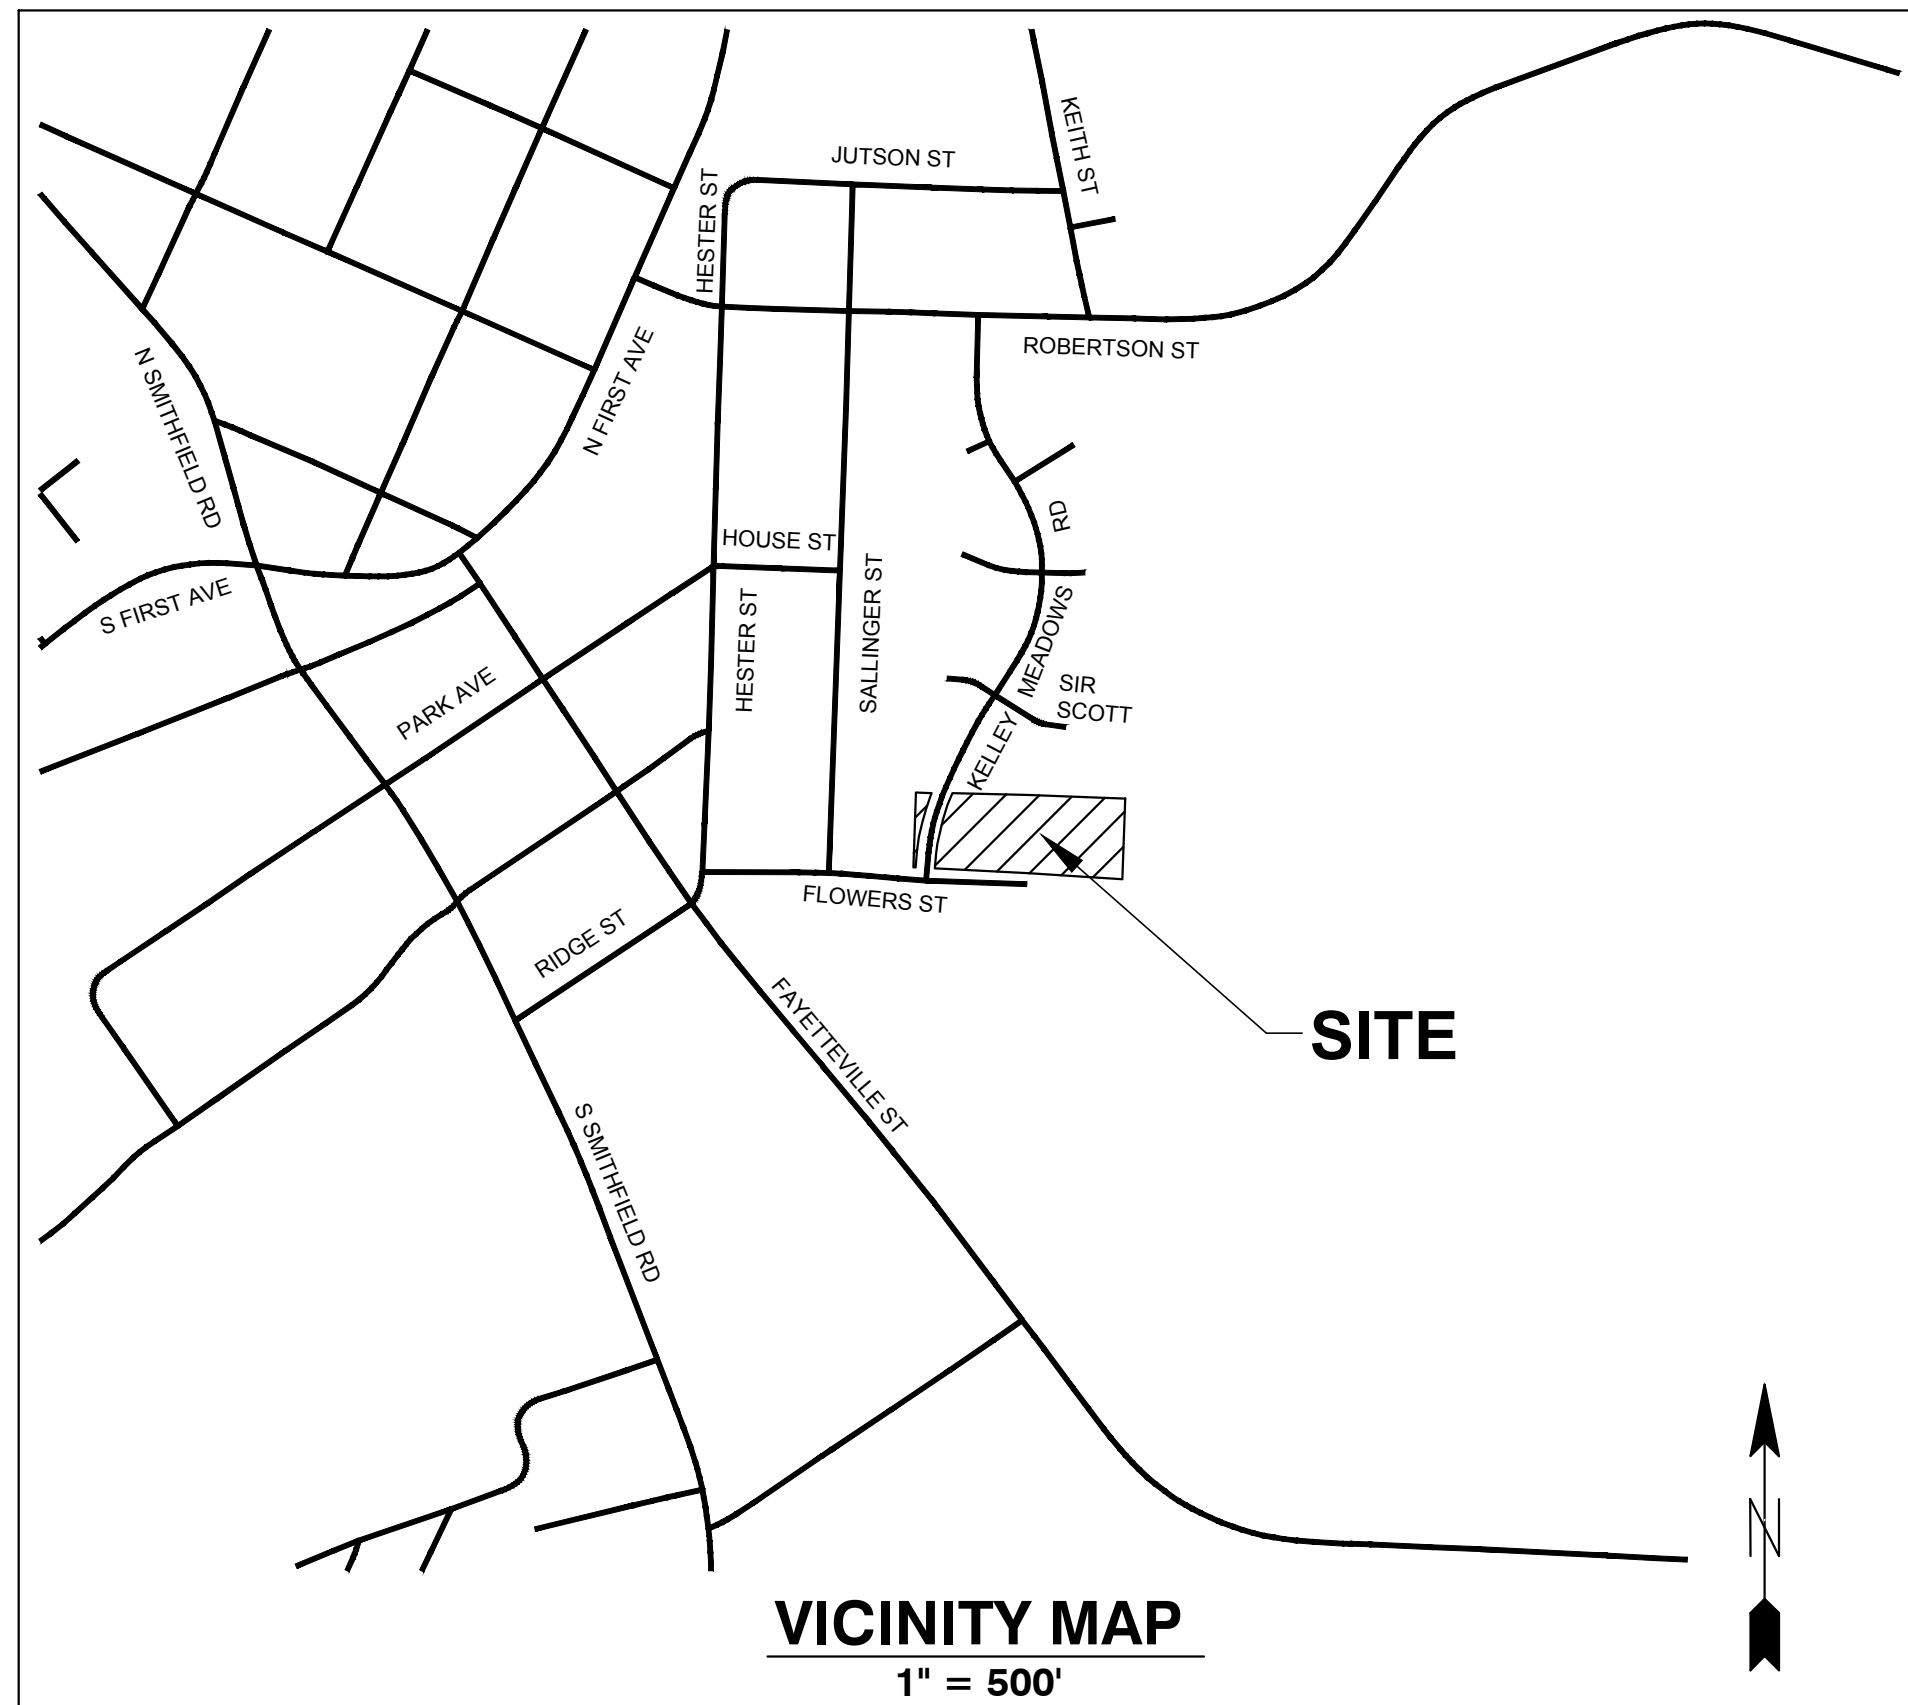 KEITH ST
JUTSON ST
HESTER ST
ROBERTSON ST
N SMITHFIELD RD
N FIRST AVE
RD
HOUSE ST
S FIRST AVE
HESTER ST
SALLINGER ST
MEADOWS
PARK AVE
SIR
SCOTT
KELLEY
FLOWERS ST
RIDGE ST
FAYETTEVILLE ST
SITE
S SMITHFIELD RD
N
VICINITY MAP
1" = 500'